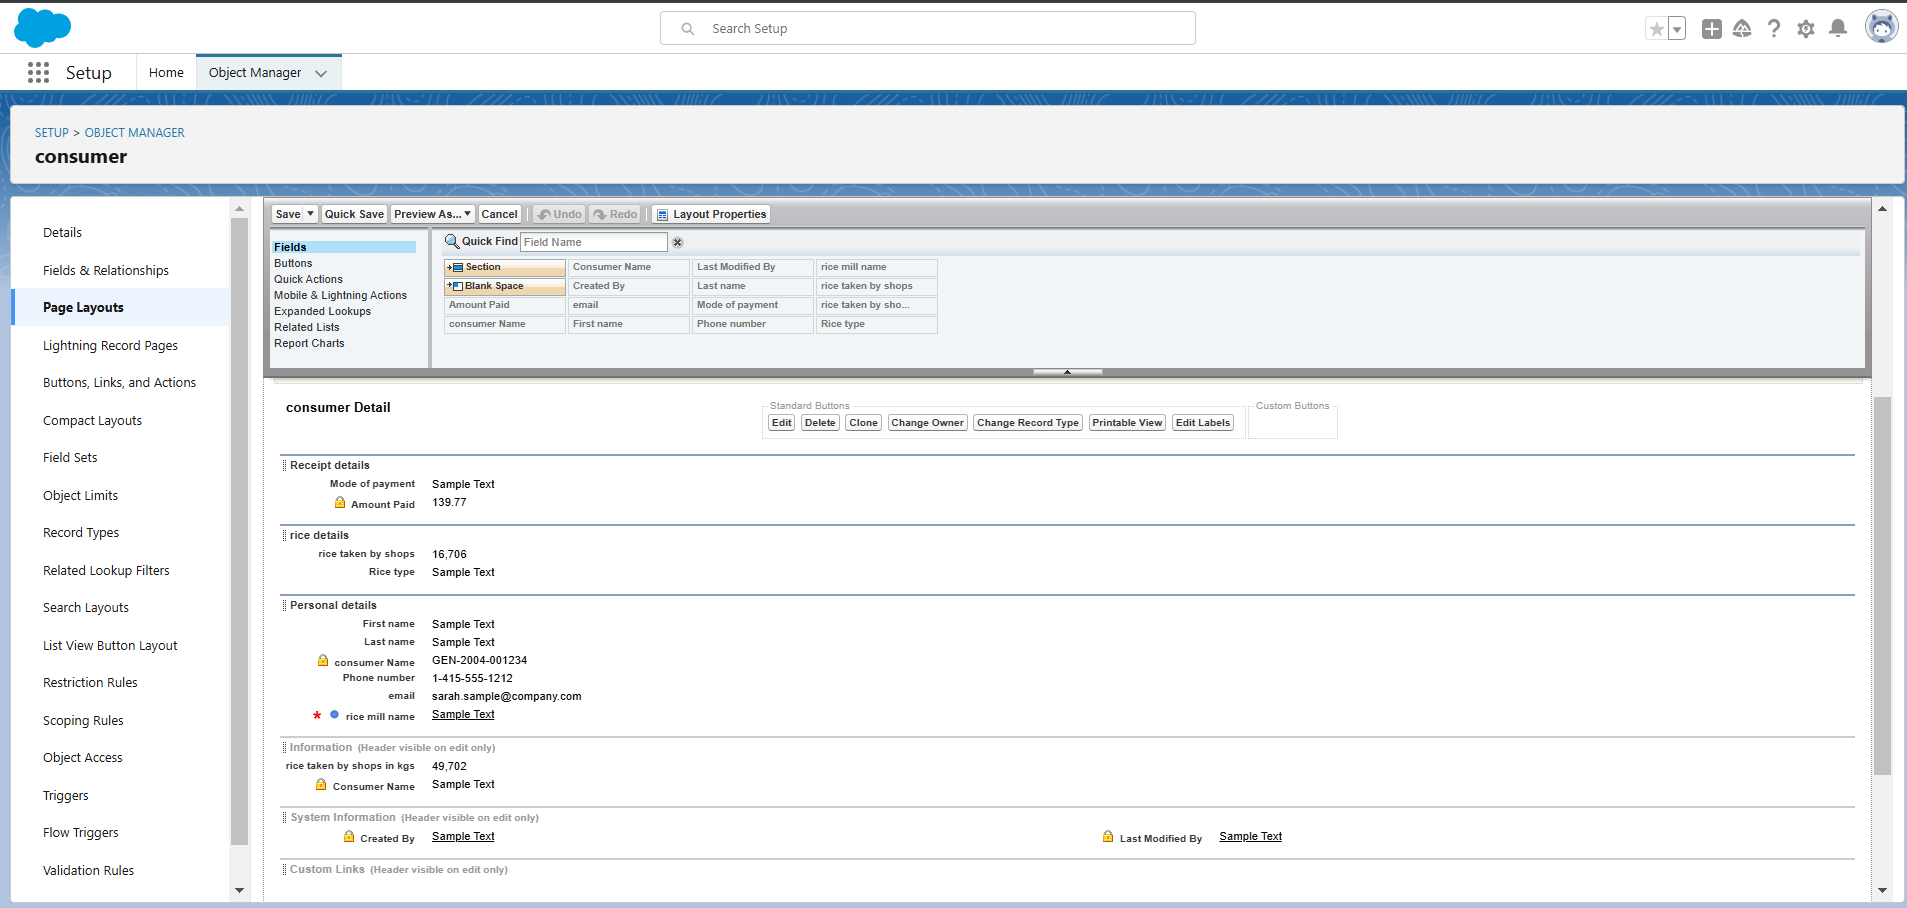 Search Setup
Setup
Home
Object Manager
SETUP > OBJECT MANAGER
consumer
Details
Fields & Relationships
Page Layouts
Lightning Record Pages
Buttons, Links, and Actions
Compact Layouts
Field Sets
Object Limits
Record Types
Related Lookup Filters
Search Layouts
List View Button Layout
Restriction Rules
Scoping Rules
Object Access
Triggers
Flow Triggers
Validation Rules
Save Quick Save Preview As... Cancel Undo Redo Layout Properties
Fields
Buttons
Quick Actions
Mobile & Lightning Actions
Expanded Lookups
Related Lists
Report Charts
Quick Find Field Name
Section Consumer Name Last Modified By rice mill name
Blank Space Created By Last name rice taken by shops
Amount Paid email Mode of payment rice taken by sho...
consumer Name First name Phone number Rice type
consumer Detail
Standard Buttons
Edit Delete Clone Change Owner Change Record Type Printable View Edit Labels
Custom Buttons
Receipt details
Mode of payment Sample Text
Amount Paid 139.77
rice details
rice taken by shops 16,706
Rice type Sample Text
Personal details
First name Sample Text
Last name Sample Text
consumer Name GEN-2004-001234
Phone number 1-415-555-1212
email sarah.sample@company.com
* rice mill name Sample Text
Information (Header visible on edit only)
rice taken by shops in kgs 49,702
Consumer Name Sample Text
System Information (Header visible on edit only)
Created By Sample Text Last Modified By Sample Text
Custom Links (Header visible on edit only)